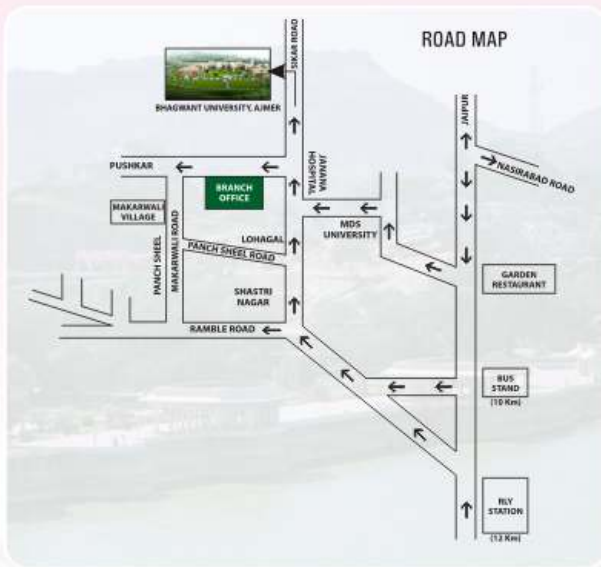 ROAD MAP
SIKAR ROAD
BHAGWANT UNIVERSITY, AJMER
JAIPUR
NASIRABAD ROAD
PUSHKAR
JANANA
HOSPITAL
BRANCH
OFFICE
MAKARWALI
VILLAGE
MDS
UNIVERSITY
PANCH SHEEL
MAKARWALI ROAD
LOHAGAL
PANCH SHEEL ROAD
GARDEN
RESTAURANT
SHASTRI
NAGAR
RAMBLE ROAD
BUS
STAND
(10 Km)
RLY
STATION
(12 Km)